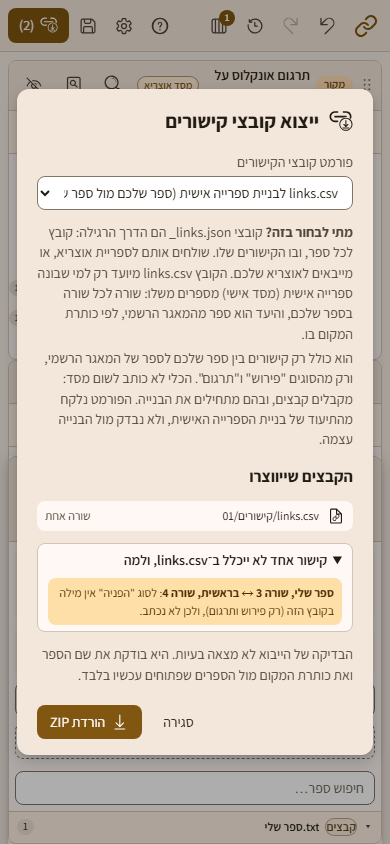 (2)
1
תרגום אונקלוס על
מסד אוצריא
מקור
ייצוא קובצי קישורים
פורמט קובצי הקישורים
links.csv לבניית ספרייה אישית (ספר שלכם מול ספר ע
מתי לבחור בזה? קובצי links.json_ הם הדרך הרגילה: קובץ
לכל ספר, ובו הקישורים שלו. שולחים אותם לספריית אוצריא, או
מייבאים לאוצריא שלכם. הקובץ links.csv מיועד רק למי שבונה
ספרייה אישית (מסד אישי) מספרים משלו: שורה לכל שורה
בספר שלכם, והיעד הוא ספר מהמאגר הרשמי, לפי כותרת
המקום בו.
הוא כולל רק קישורים בין ספר שלכם לספר של המאגר הרשמי,
ורק מהסוגים "פירוש" ו"תרגום". הכלי לא כותב לשום מסד:
מקבלים קבצים, ובהם מתחילים את הבנייה. הפורמט נלקח
מהתיעוד של בניית הספרייה האישית, ולא נבדק מול הבנייה
עצמה.
הקבצים שייווצרו
01/קישורים/links.csv
שורה אחת
▼ קישור אחד לא ייכלל ב־links.csv, ולמה
ספר שלי, שורה 3 ↔ בראשית, שורה 4: לסוג "הפניה" אין מילה
בקובץ הזה (רק פירוש ותרגום), ולכן לא נכתב.
הבדיקה של הייבוא לא מצאה בעיות. היא בודקת את שם הספר
ואת כותרת המקום מול הספרים שפתוחים עכשיו בלבד.
סגירה
הורדת ZIP
חיפוש ספר…
קבצים
ספר שלי.txt
1